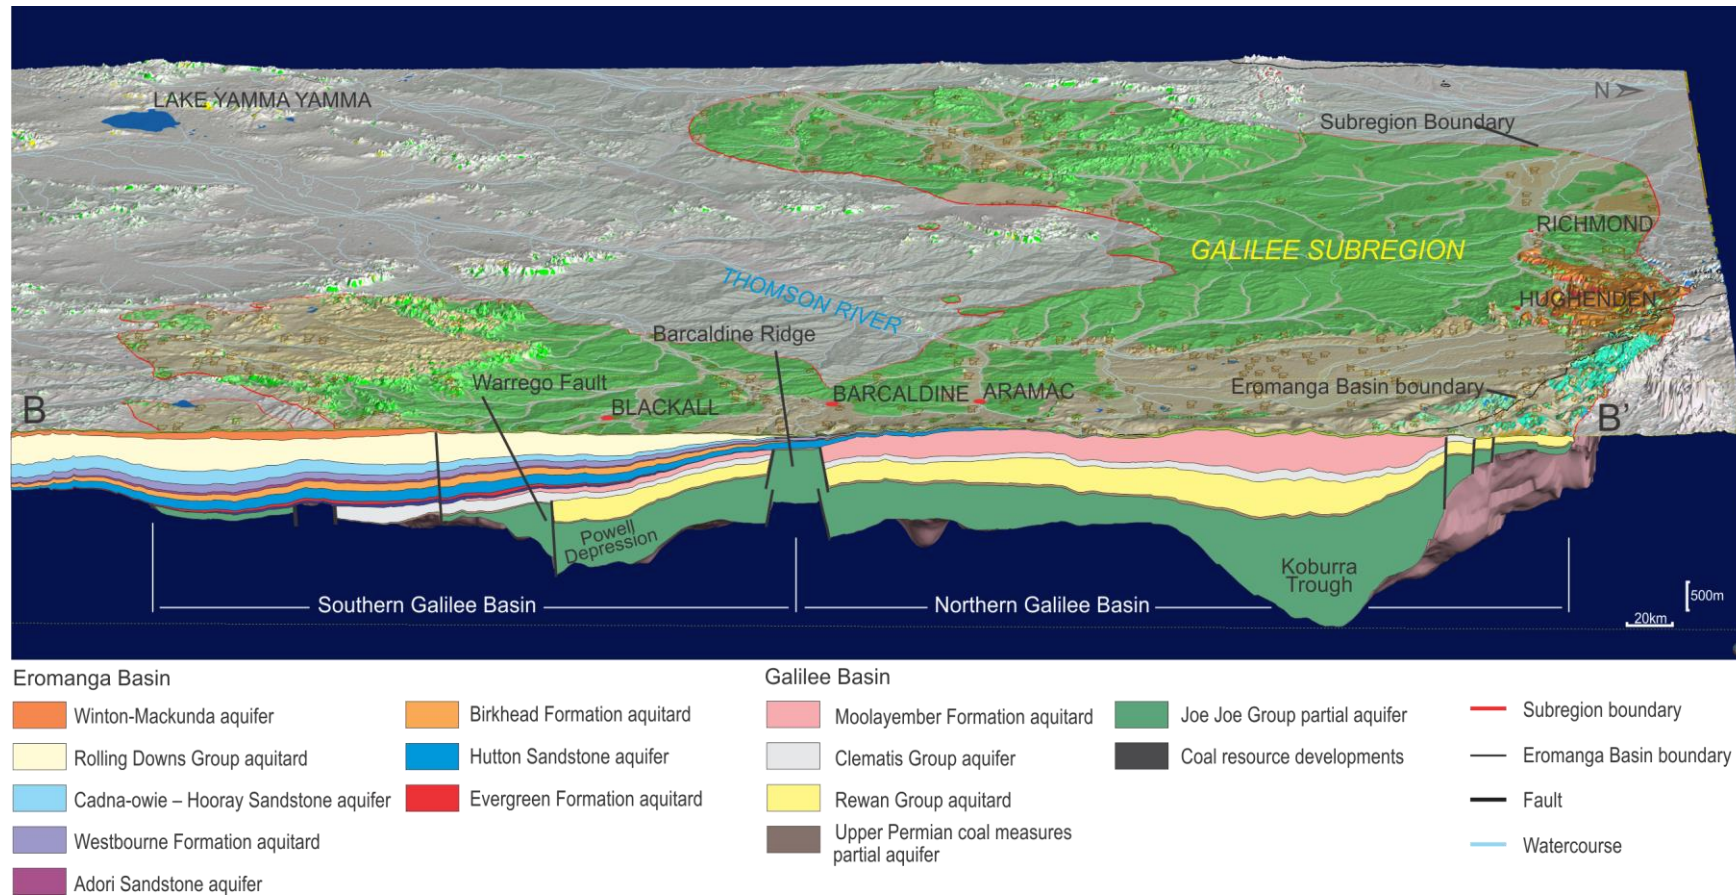 LAKE YAMMA YAMMA
N
Subregion Boundary
RICHMOND
GALILEE SUBREGION
THOMSON RIVER
HUGHENDEN
Barcaldine Ridge
Warrego Fault
Eromanga Basin boundary
BARCALDINE
ARAMAC
BLACKALL
B
B'
Powell
Depression
Koburra
Trough
Southern Galilee Basin
Northern Galilee Basin
500m
20km
Eromanga Basin
Winton-Mackunda aquifer
Rolling Downs Group aquitard
Cadna-owie – Hooray Sandstone aquifer
Westbourne Formation aquitard
Adori Sandstone aquifer
Birkhead Formation aquitard
Hutton Sandstone aquifer
Evergreen Formation aquitard
Galilee Basin
Moolayember Formation aquitard
Clematis Group aquifer
Rewan Group aquitard
Upper Permian coal measures
partial aquifer
Joe Joe Group partial aquifer
Coal resource developments
Subregion boundary
Eromanga Basin boundary
Fault
Watercourse